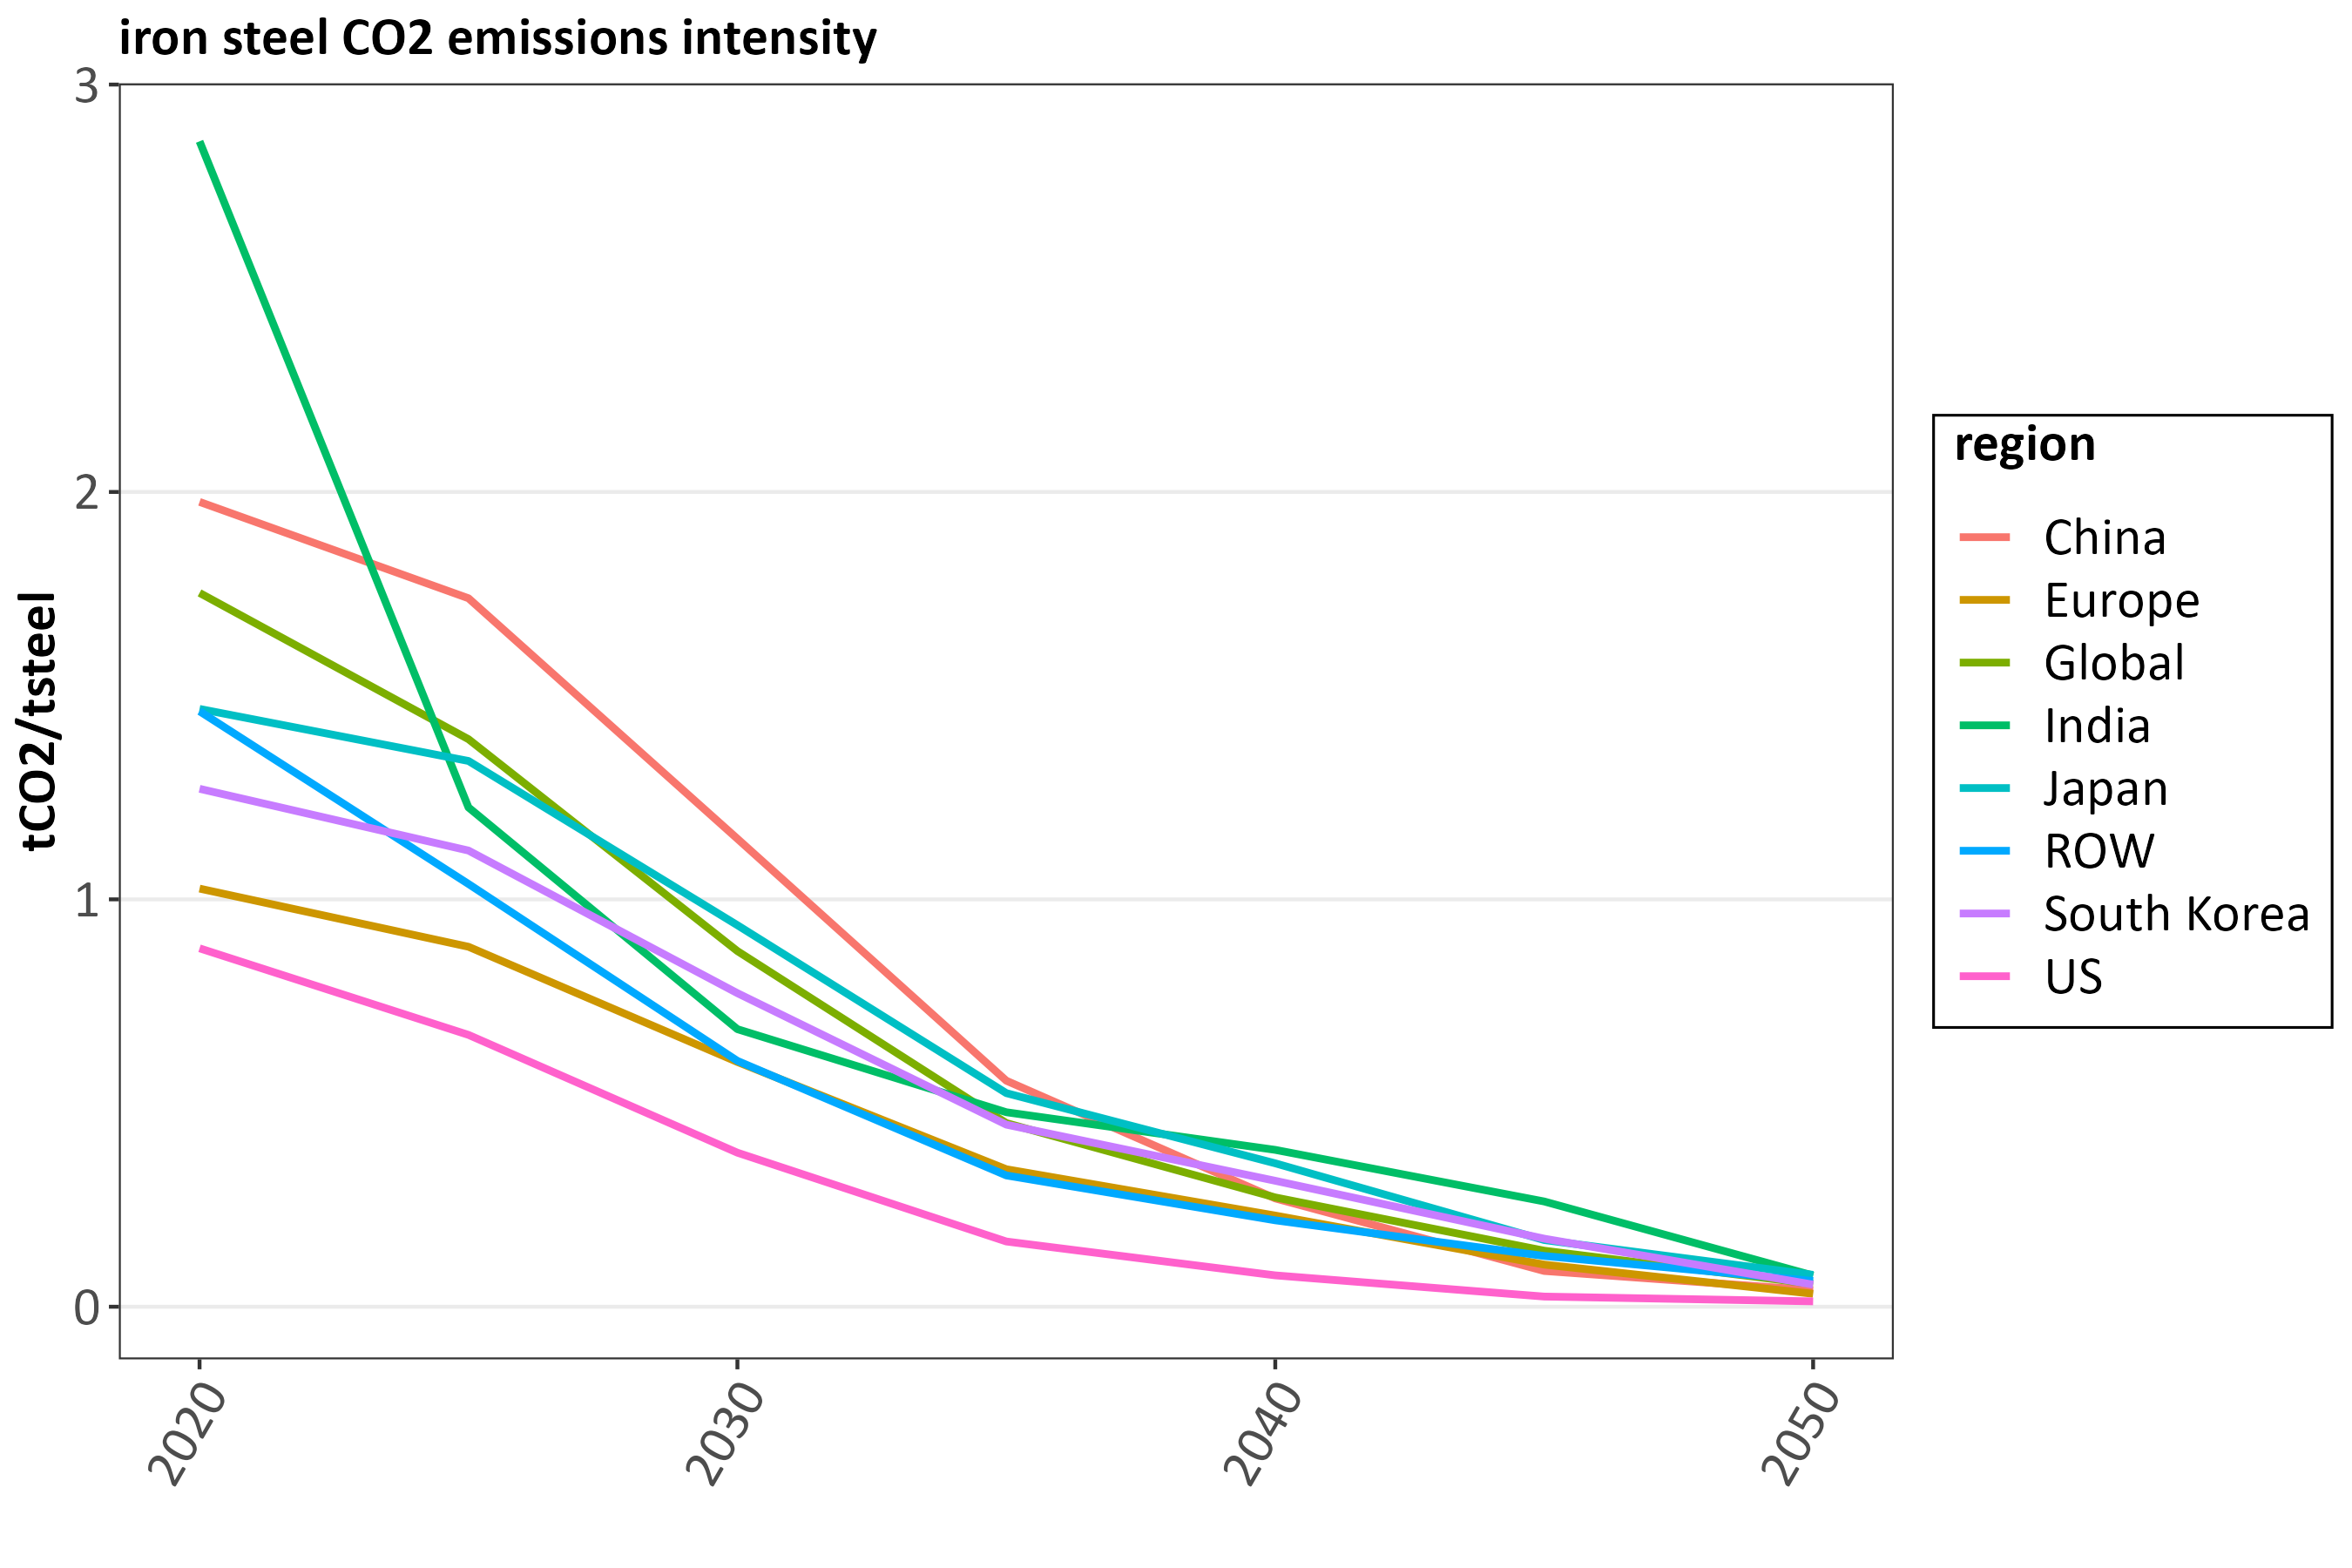 iron steel CO2 emissions intensity
3
2
1
0
tCO2/tsteel
2020
2030
2040
2050
region
China
Europe
Global
India
Japan
ROW
South Korea
US